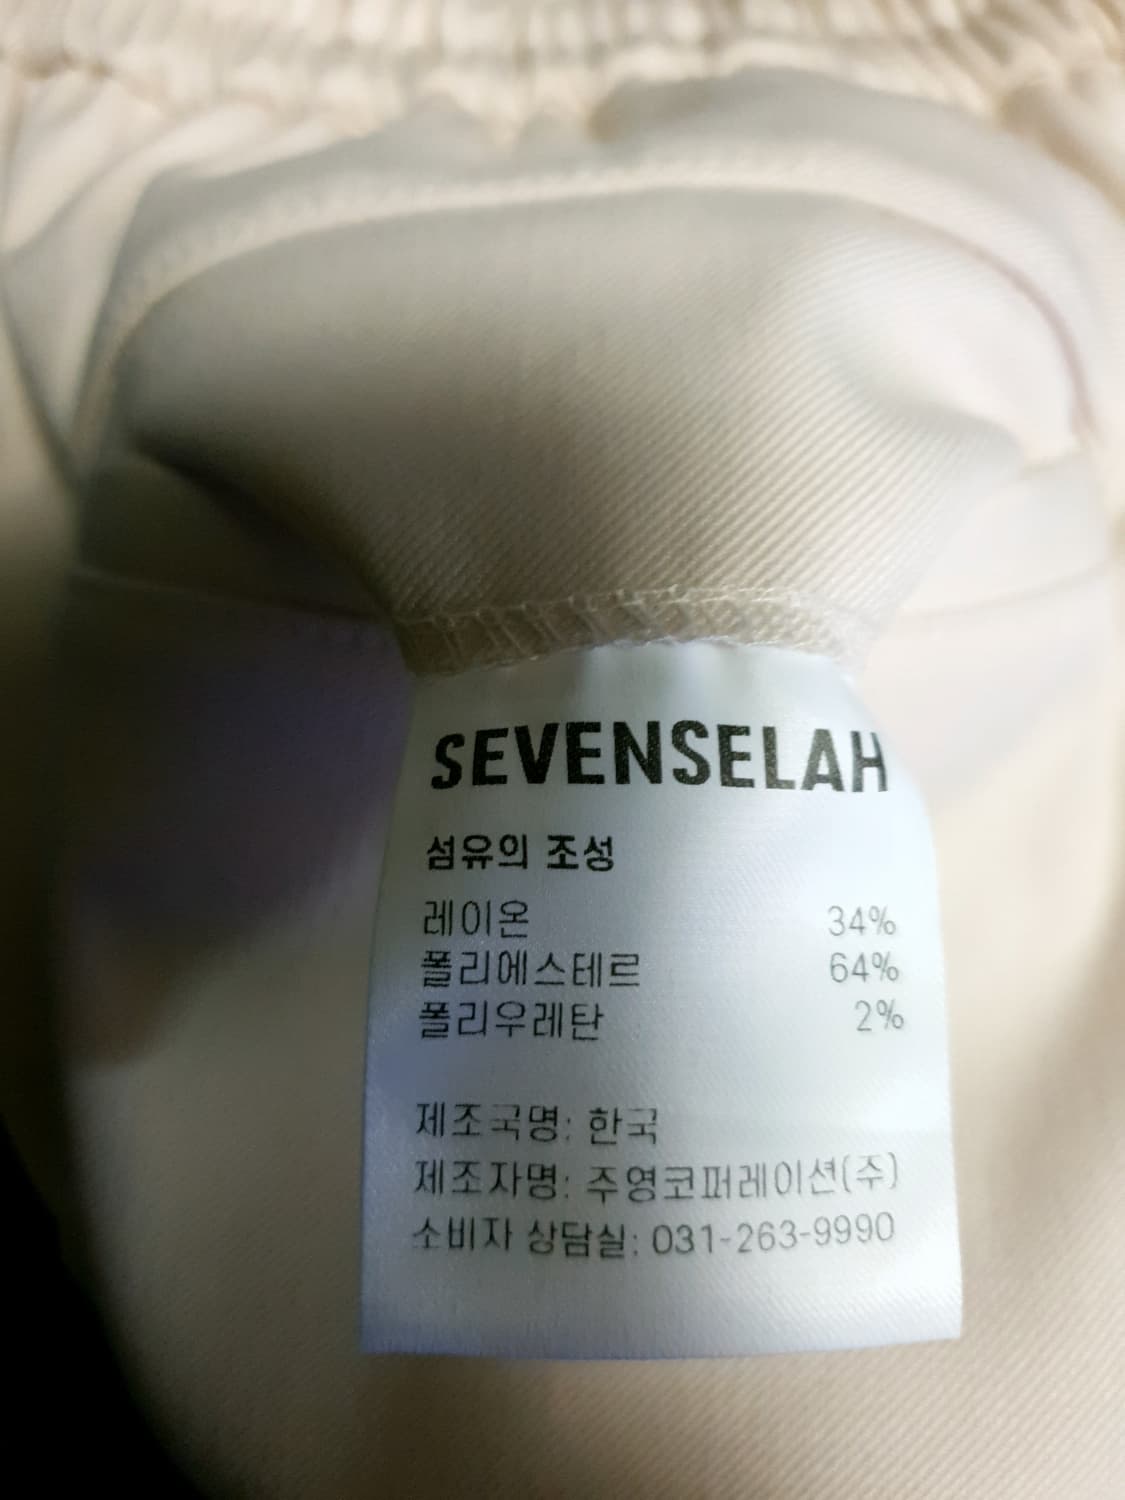 SEVENSELAH
섬유의 조성
레이온 34%
폴리에스테르 64%
폴리우레탄 2%
제조국명: 한국
제조자명: 주영코퍼레이션(주)
소비자 상담실: 031-263-9990